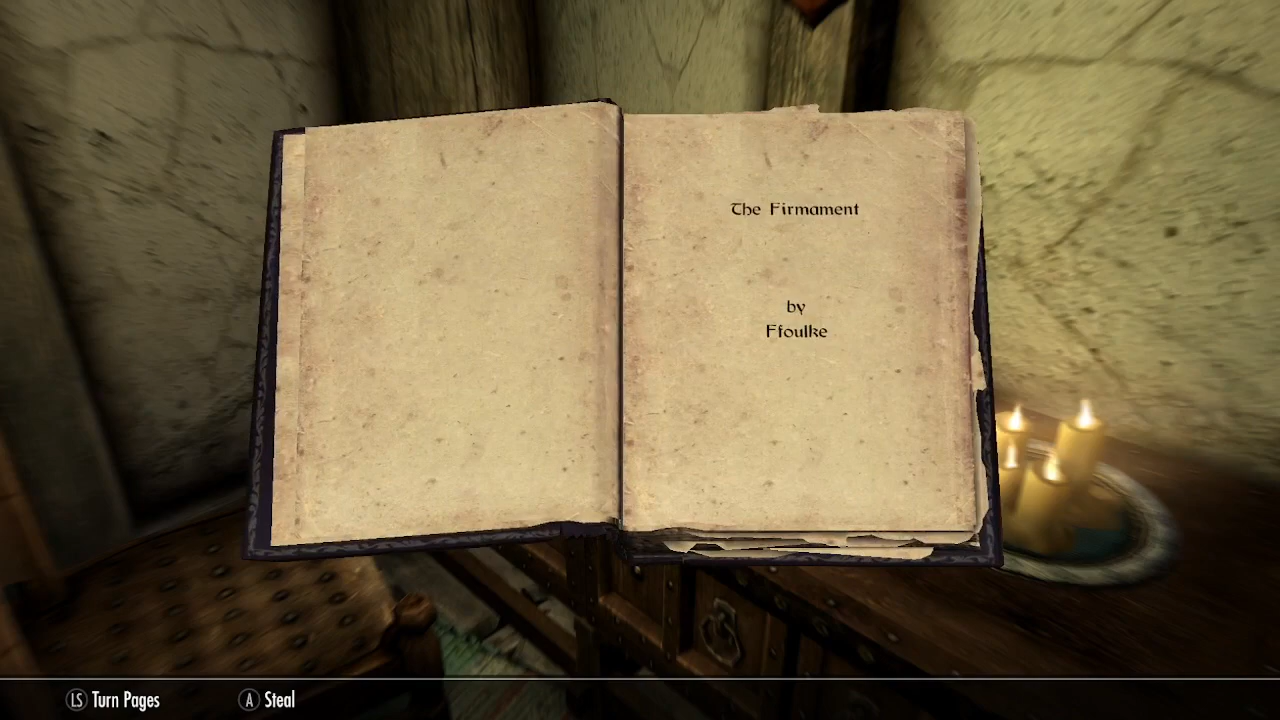 The Firmament
by
Ffoulke
LS Turn Pages
A Steal